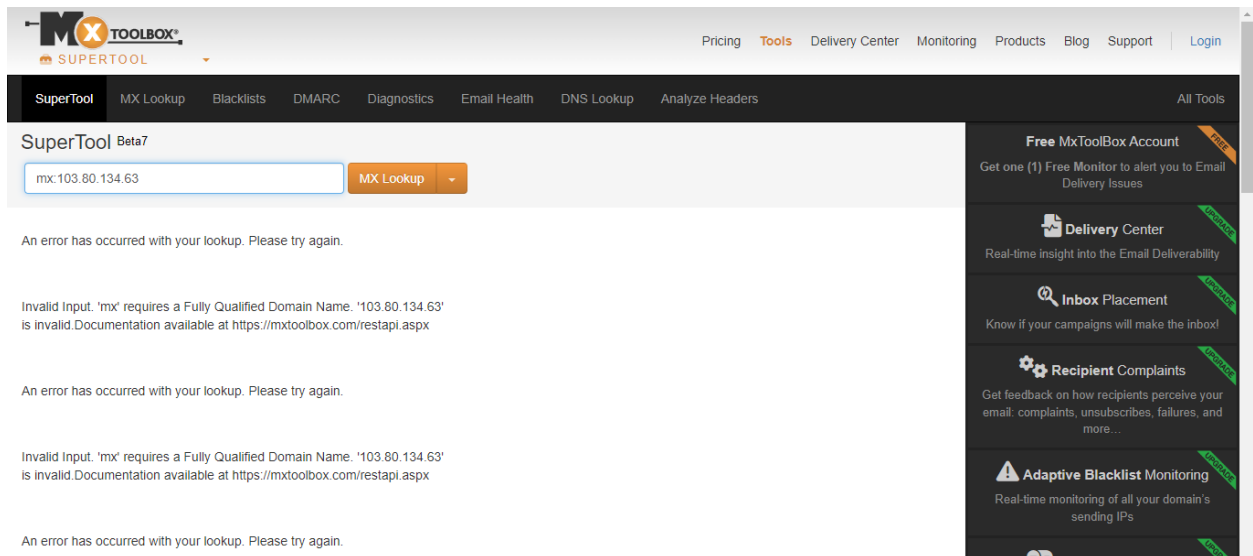 MX TOOLBOX®
SUPERTOOL
Pricing Tools Delivery Center Monitoring Products Blog Support Login
SuperTool MX Lookup Blacklists DMARC Diagnostics Email Health DNS Lookup Analyze Headers All Tools
SuperTool Beta7
mx:103.80.134.63 MX Lookup
An error has occurred with your lookup. Please try again.
Invalid Input. 'mx' requires a Fully Qualified Domain Name. '103.80.134.63'
is invalid.Documentation available at https://mxtoolbox.com/restapi.aspx
An error has occurred with your lookup. Please try again.
Invalid Input. 'mx' requires a Fully Qualified Domain Name. '103.80.134.63'
is invalid.Documentation available at https://mxtoolbox.com/restapi.aspx
An error has occurred with your lookup. Please try again.
Free MxToolBox Account
FREE
Get one (1) Free Monitor to alert you to Email
Delivery Issues
Delivery Center
UPGRADE
Real-time insight into the Email Deliverability
Inbox Placement
UPGRADE
Know if your campaigns will make the inbox!
Recipient Complaints
UPGRADE
Get feedback on how recipients perceive your
email: complaints, unsubscribes, failures, and
more...
Adaptive Blacklist Monitoring
UPGRADE
Real-time monitoring of all your domain's
sending IPs